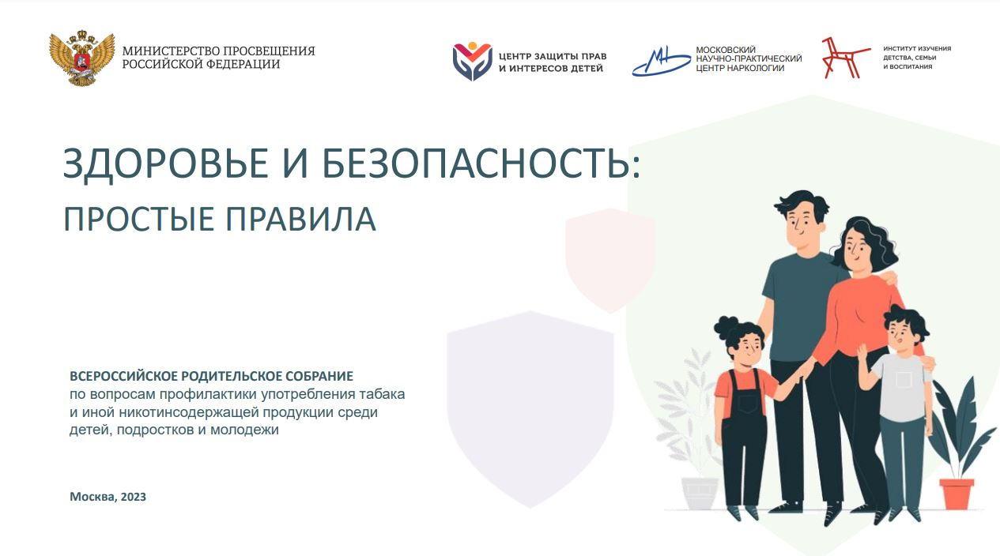 МИНИСТЕРСТВО ПРОСВЕЩЕНИЯ
РОССИЙСКОЙ ФЕДЕРАЦИИ
ЦЕНТР ЗАЩИТЫ ПРАВ
И ИНТЕРЕСОВ ДЕТЕЙ
МОСКОВСКИЙ
НАУЧНО-ПРАКТИЧЕСКИЙ
ЦЕНТР НАРКОЛОГИИ
ИНСТИТУТ ИЗУЧЕНИЯ
ДЕТСТВА, СЕМЬИ
И ВОСПИТАНИЯ
ЗДОРОВЬЕ И БЕЗОПАСНОСТЬ:
ПРОСТЫЕ ПРАВИЛА
ВСЕРОССИЙСКОЕ РОДИТЕЛЬСКОЕ СОБРАНИЕ
по вопросам профилактики употребления табака
и иной никотинсодержащей продукции среди
детей, подростков и молодежи
Москва, 2023